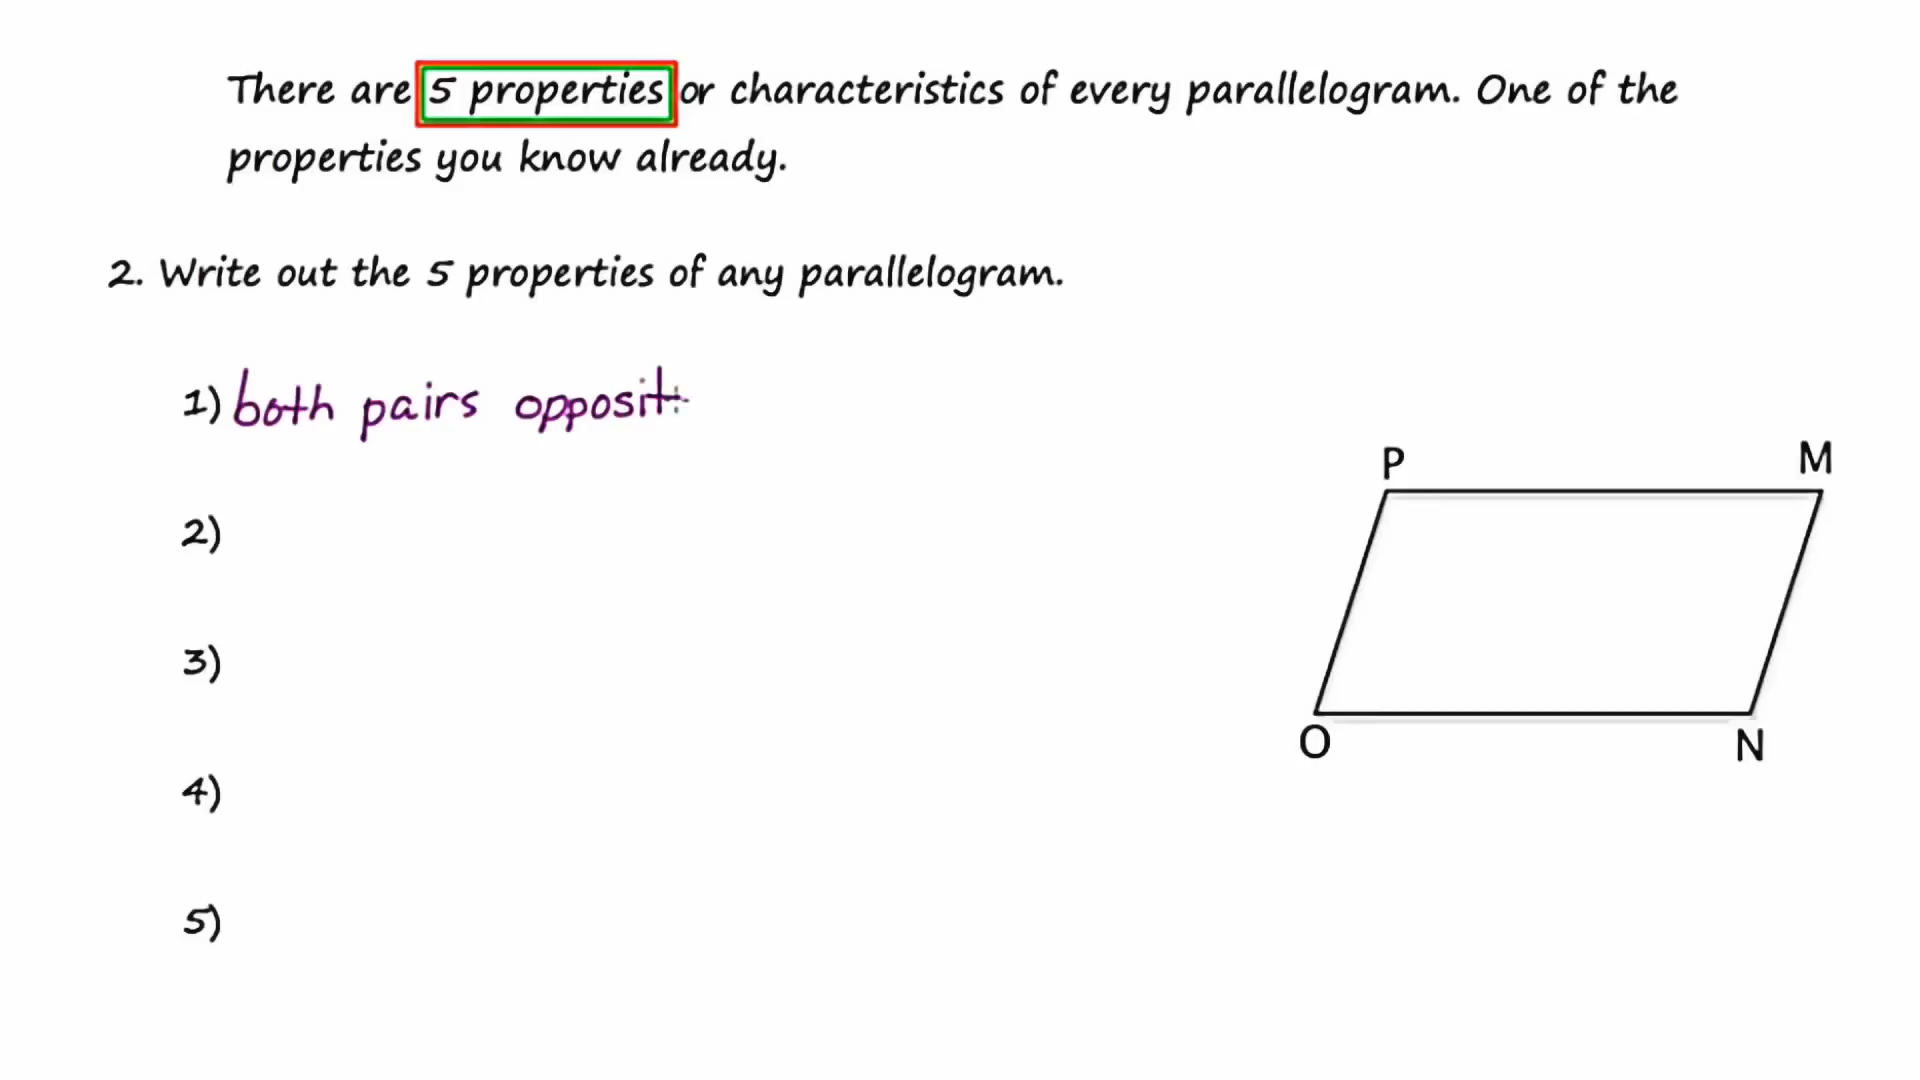 There are 5 properties or characteristics of every parallelogram. One of the
properties you know already.
2. Write out the 5 properties of any parallelogram.
1) both pairs opposit
2)
P M
3)
O N
4)
5)